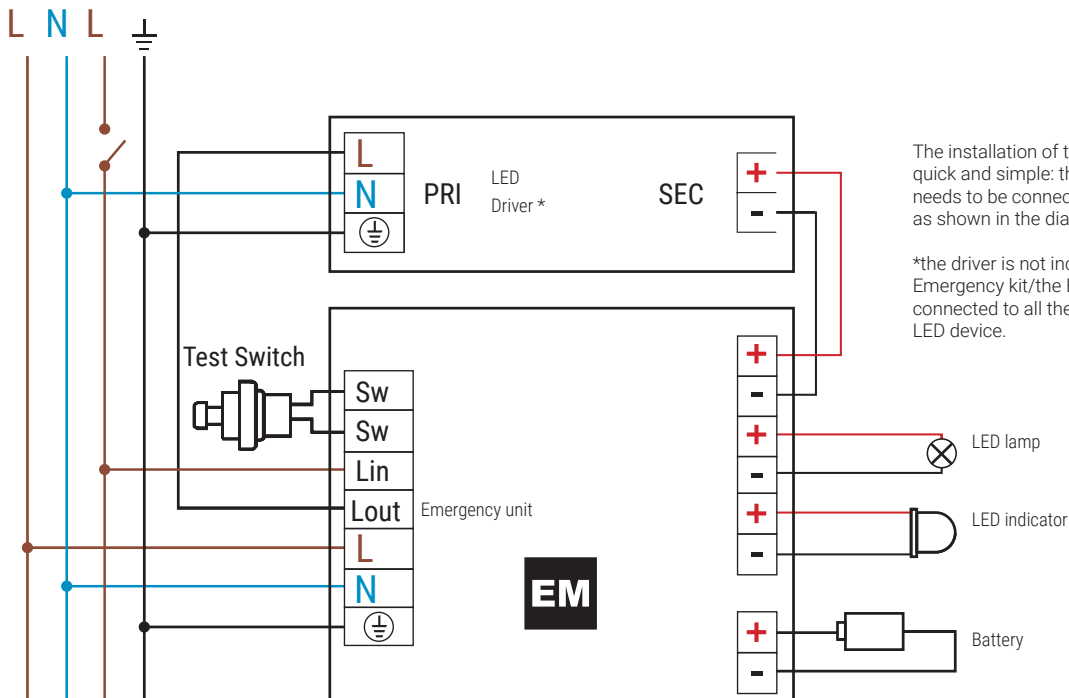 L N L
L
N
PRI
LED
Driver *
SEC
+
-
The installation of t
quick and simple: th
needs to be connec
as shown in the dia
*the driver is not inc
Emergency kit/the
connected to all the
LED device.
Test Switch
Sw
Sw
Lin
Lout
L
N
Emergency unit
EM
+
-
+
-
LED lamp
+
-
LED indicator
+
-
Battery